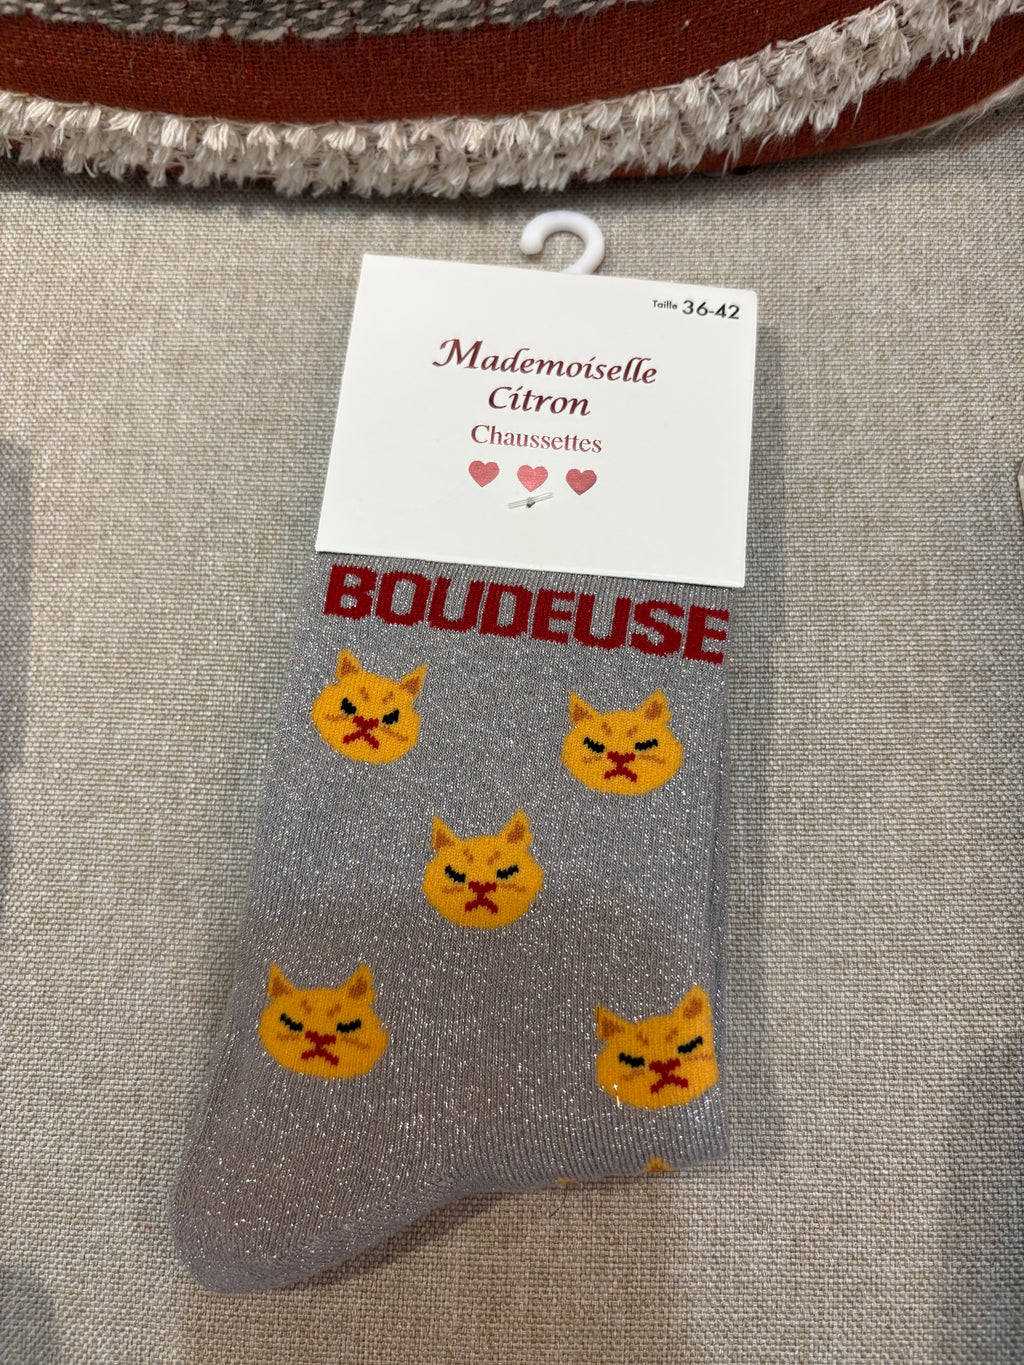 Taille 36-42
Mademoiselle
Citron
Chaussettes
BOUDEUSE